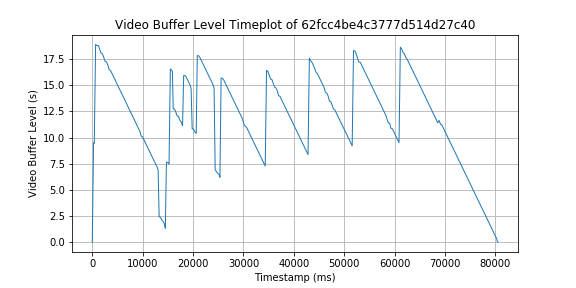 Video Buffer Level Timeplot of 62fcc4be4c3777d514d27c40
Video Buffer Level (s)
17.5
15.0
12.5
10.0
7.5
5.0
2.5
0.0
0 10000 20000 30000 40000 50000 60000 70000 80000
Timestamp (ms)